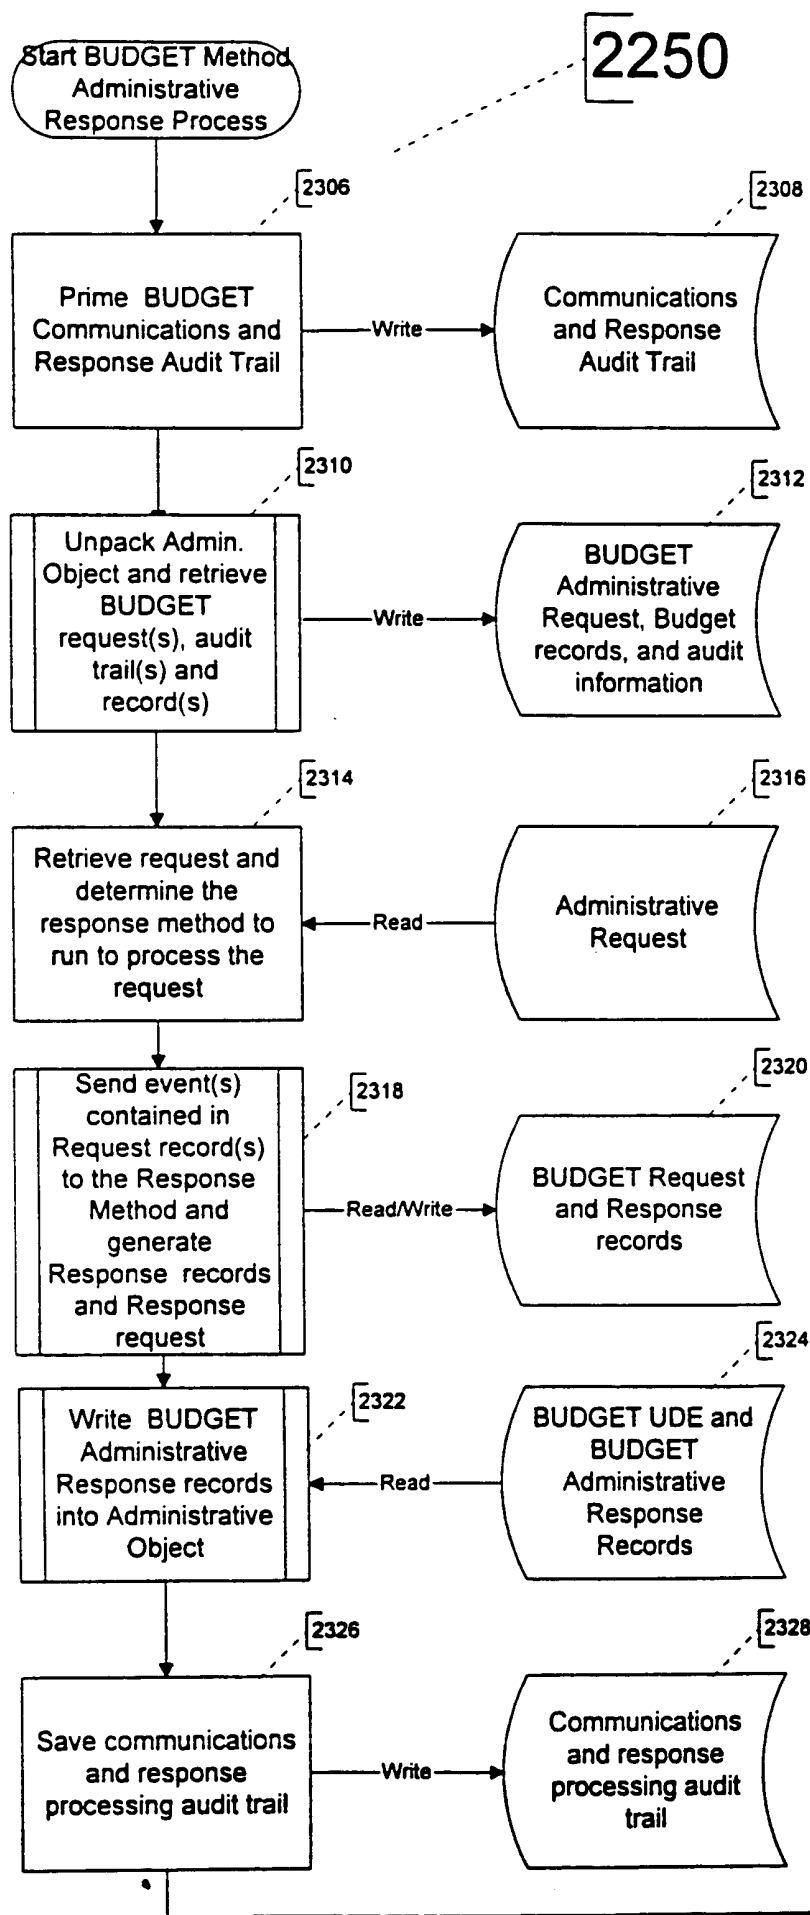 Start BUDGET Method
Administrative
Response Process
2250
2306
2308
Prime BUDGET
Communications and
Response Audit Trail
Write
Communications
and Response
Audit Trail
2310
2312
Unpack Admin.
Object and retrieve
BUDGET
request(s), audit
trail(s) and
record(s)
Write
BUDGET
Administrative
Request, Budget
records, and audit
information
2314
2316
Retrieve request and
determine the
response method to
run to process the
request
Read
Administrative
Request
2318
2320
Send event(s)
contained in
Request record(s)
to the Response
Method and
generate
Response records
and Response
request
Read/Write
BUDGET Request
and Response
records
2322
2324
Write BUDGET
Administrative
Response records
into Administrative
Object
Read
BUDGET UDE and
BUDGET
Administrative
Response
Records
2326
2328
Save communications
and response
processing audit trail
Write
Communications
and response
processing audit
trail